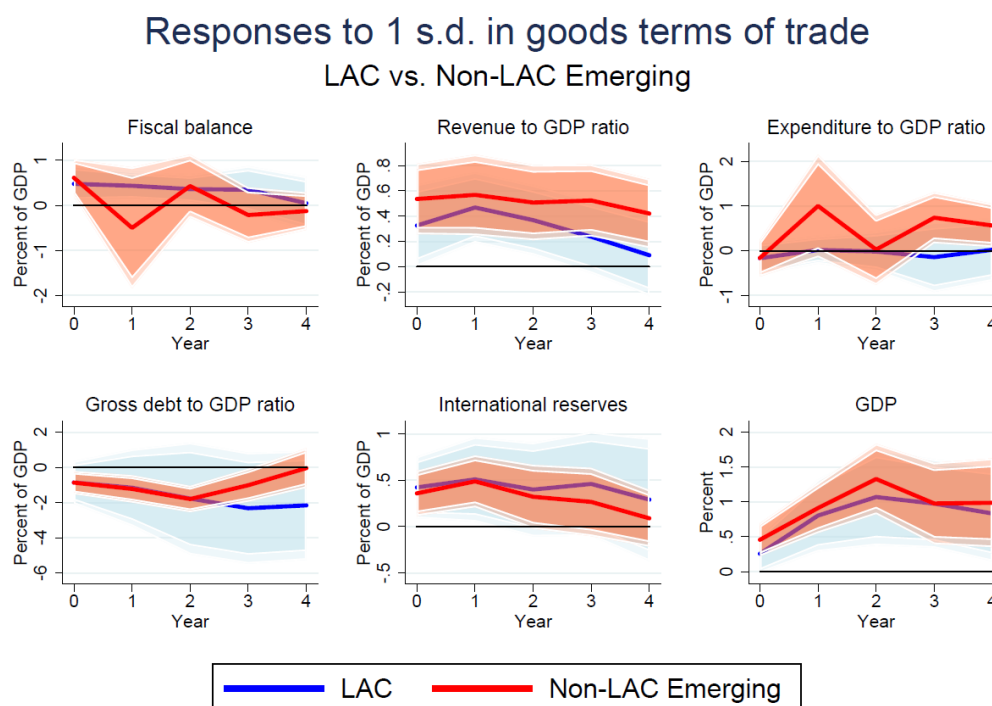 Responses to 1 s.d. in goods terms of trade
LAC vs. Non-LAC Emerging
Fiscal balance
Percent of GDP
1
0
-1
-2
0 1 2 3 4
Year
Revenue to GDP ratio
Percent of GDP
.8
.6
.4
.2
0
-.2
0 1 2 3 4
Year
Expenditure to GDP ratio
Percent of GDP
2
1
0
-1
0 1 2 3 4
Year
Gross debt to GDP ratio
Percent of GDP
2
0
-2
-4
-6
0 1 2 3 4
Year
International reserves
Percent of GDP
1
.5
0
-.5
0 1 2 3 4
Year
GDP
Percent
2
1.5
1
.5
0
0 1 2 3 4
Year
LAC Non-LAC Emerging